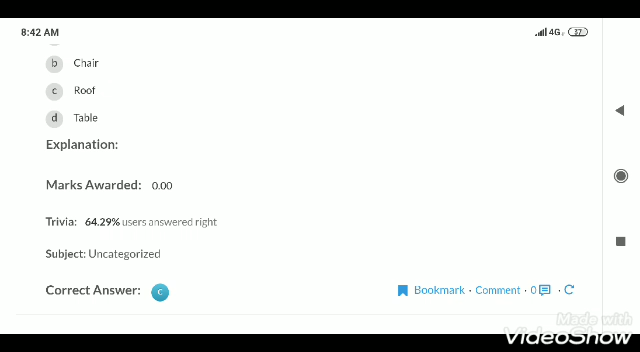 8:42 AM 4G 37
b Chair
c Roof
d Table
Explanation:
Marks Awarded: 0.00
Trivia: 64.29% users answered right
Subject: Uncategorized
Correct Answer: c Bookmark · Comment · 0 ·
Made with
VideoShow